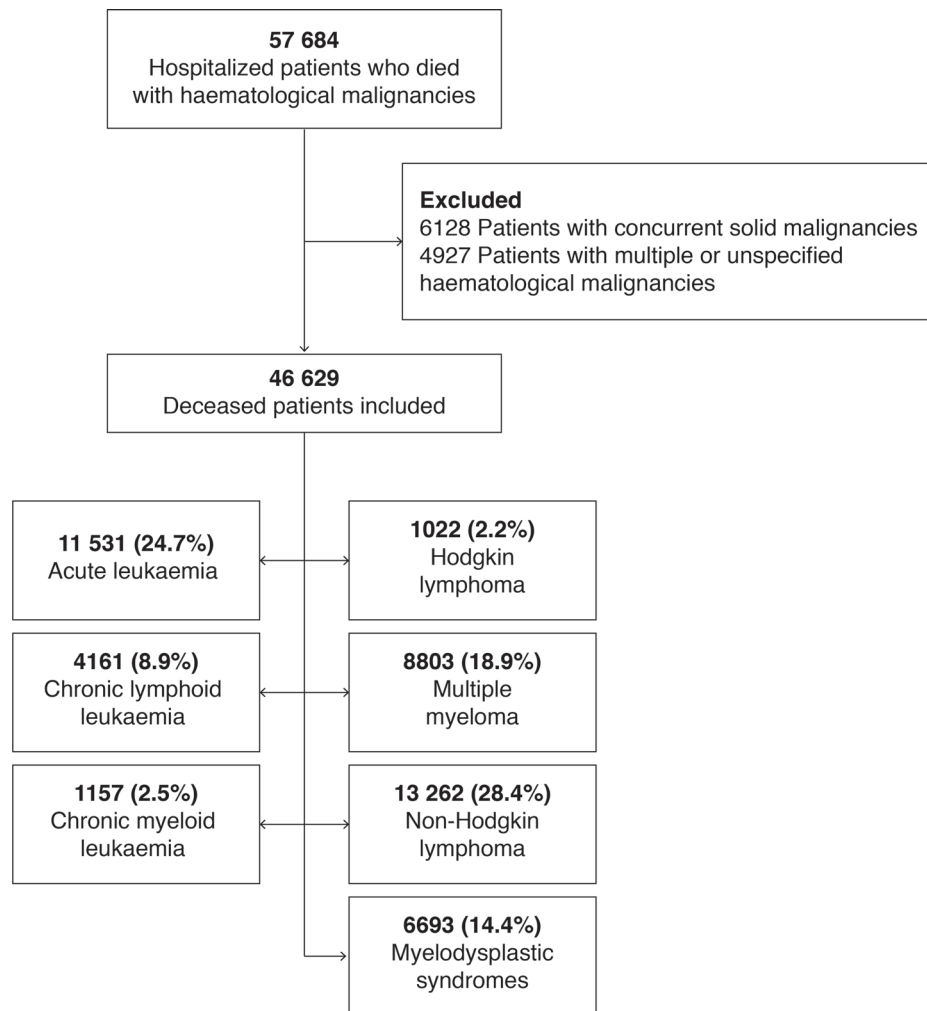 57 684
Hospitalized patients who died
with haematological malignancies
Excluded
6128 Patients with concurrent solid malignancies
4927 Patients with multiple or unspecified
haematological malignancies
46 629
Deceased patients included
11 531 (24.7%)
Acute leukaemia
1022 (2.2%)
Hodgkin
lymphoma
4161 (8.9%)
Chronic lymphoid
leukaemia
8803 (18.9%)
Multiple
myeloma
1157 (2.5%)
Chronic myeloid
leukaemia
13 262 (28.4%)
Non-Hodgkin
lymphoma
6693 (14.4%)
Myelodysplastic
syndromes